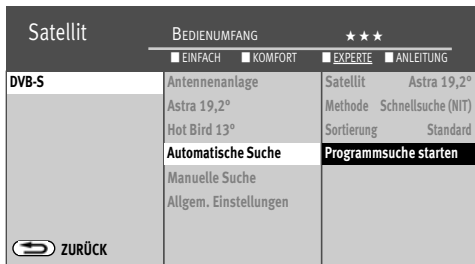 Satellit
BEDIENUMFANG ★★★
EINFACH KOMFORT EXPERTE ANLEITUNG
DVB-S
Antennenanlage
Astra 19,2°
Hot Bird 13°
Automatische Suche
Manuelle Suche
Allgem. Einstellungen
Satellit Astra 19,2°
Methode Schnellsuche (NIT)
Sortierung Standard
Programmsuche starten
ZURÜCK